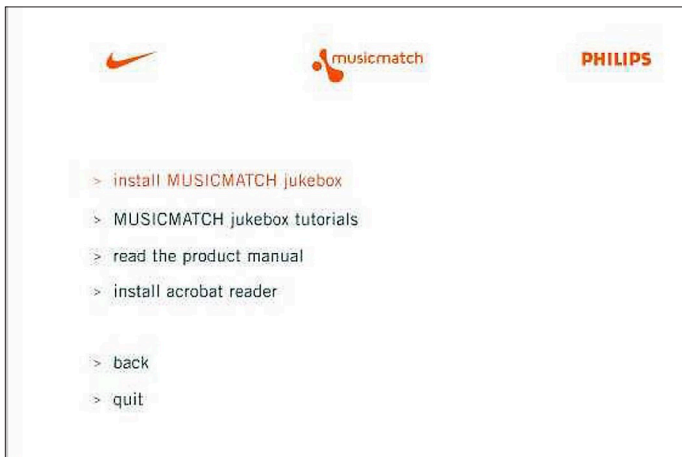 musicmatch
PHILIPS
> install MUSICMATCH jukebox
> MUSICMATCH jukebox tutorials
> read the product manual
> install acrobat reader
> back
> quit